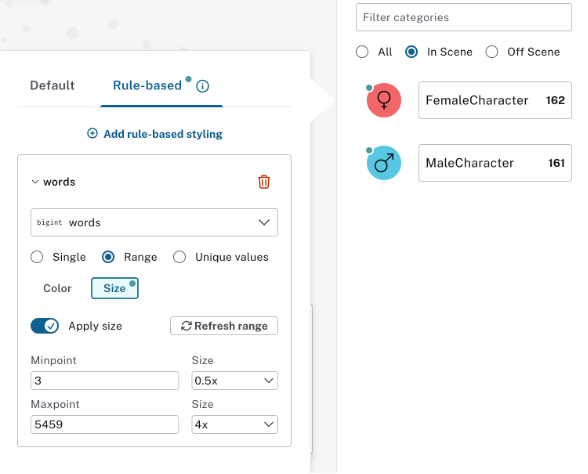 Filter categories
All
In Scene
Off Scene
FemaleCharacter 162
MaleCharacter 161
Default
Rule-based
Add rule-based styling
words
bigint words
Single
Range
Unique values
Color
Size
Apply size
Refresh range
Minpoint
Size
3
0.5x
Maxpoint
Size
5459
4x